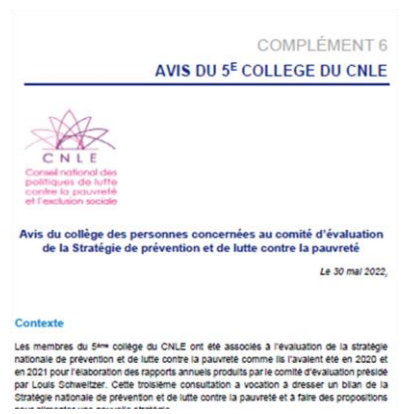 COMPLÉMENT 6
AVIS DU 5E COLLEGE DU CNLE
CNLE
Conseil national des
politiques de lutte
contre la pauvreté
et l'exclusion sociale
Avis du collège des personnes concernées au comité d'évaluation
de la Stratégie de prévention et de lutte contre la pauvreté
Le 30 mai 2022,
Contexte
Les membres du 5ème collège du CNLE ont été associés à l'évaluation de la stratégie
nationale de prévention et de lutte contre la pauvreté comme ils l'avaient été en 2020 et
en 2021 pour l'élaboration des rapports annuels produits par le comité d'évaluation présidé
par Louis Schweitzer. Cette troisième consultation a vocation à dresser un bilan de la
Stratégie nationale de prévention et de lutte contre la pauvreté et à faire des propositions
pour alimenter une nouvelle stratégie.